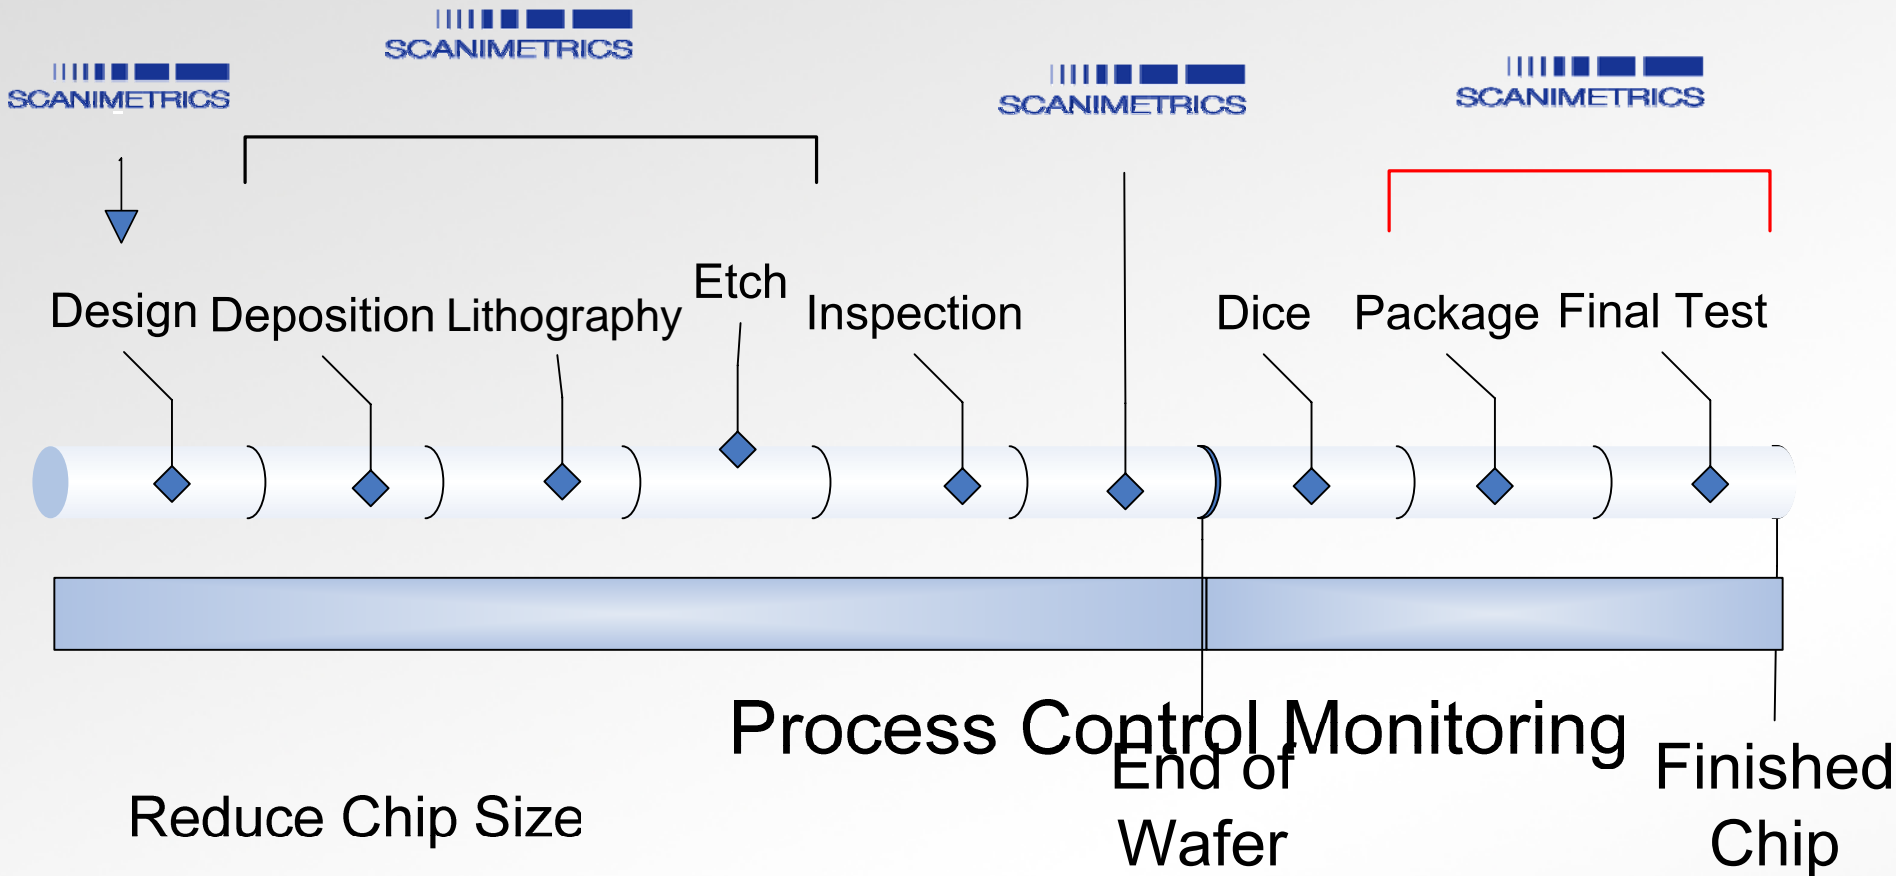 SCANIMETRICS
SCANIMETRICS
SCANIMETRICS
SCANIMETRICS
Design
Deposition
Lithography
Etch
Inspection
Dice
Package
Final Test
Process Control Monitoring
End of
Wafer
Finished
Chip
Reduce Chip Size